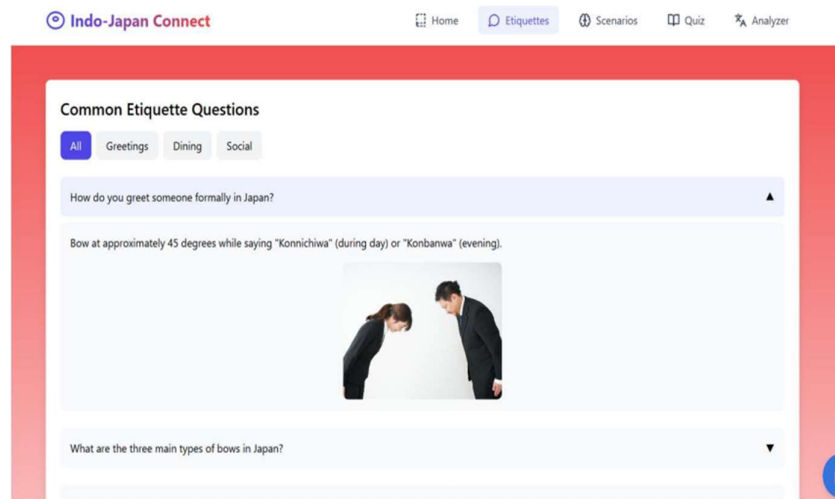 Indo-Japan Connect
Home Etiquettes Scenarios Quiz Analyzer
Common Etiquette Questions
All Greetings Dining Social
How do you greet someone formally in Japan?
Bow at approximately 45 degrees while saying "Konnichiwa" (during day) or "Konbanwa" (evening).
What are the three main types of bows in Japan?